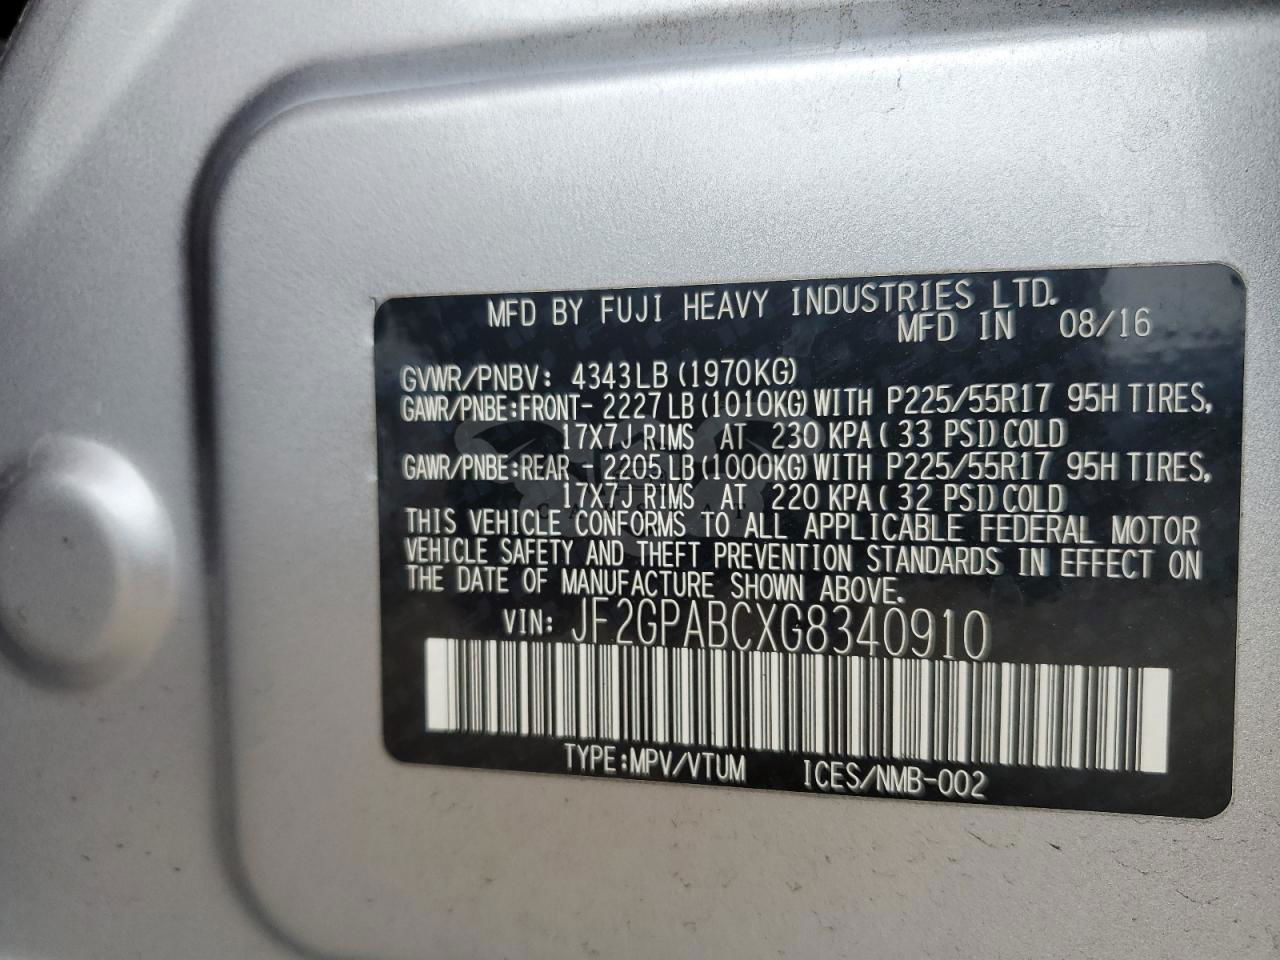 MFD BY FUJI HEAVY INDUSTRIES LTD.
MFD IN 08/16
GVWR/PNBV: 4343LB (1970KG)
GAWR/PNBE:FRONT- 2227LB (1010KG) WITH P225/55R17 95H TIRES,
17X7J RIMS AT 230 KPA( 33 PSI) COLD
GAWR/PNBE:REAR - 2205LB (1000KG) WITH P225/55R17 95H TIRES,
17X7J RIMS AT 220 KPA( 32 PSI) COLD
THIS VEHICLE CONFORMS TO ALL APPLICABLE FEDERAL MOTOR
VEHICLE SAFETY AND THEFT PREVENTION STANDARDS IN EFFECT ON
THE DATE OF MANUFACTURE SHOWN ABOVE.
VIN: JF2GPABCXG8340910
TYPE:MPV/VTUM ICES/NMB-002